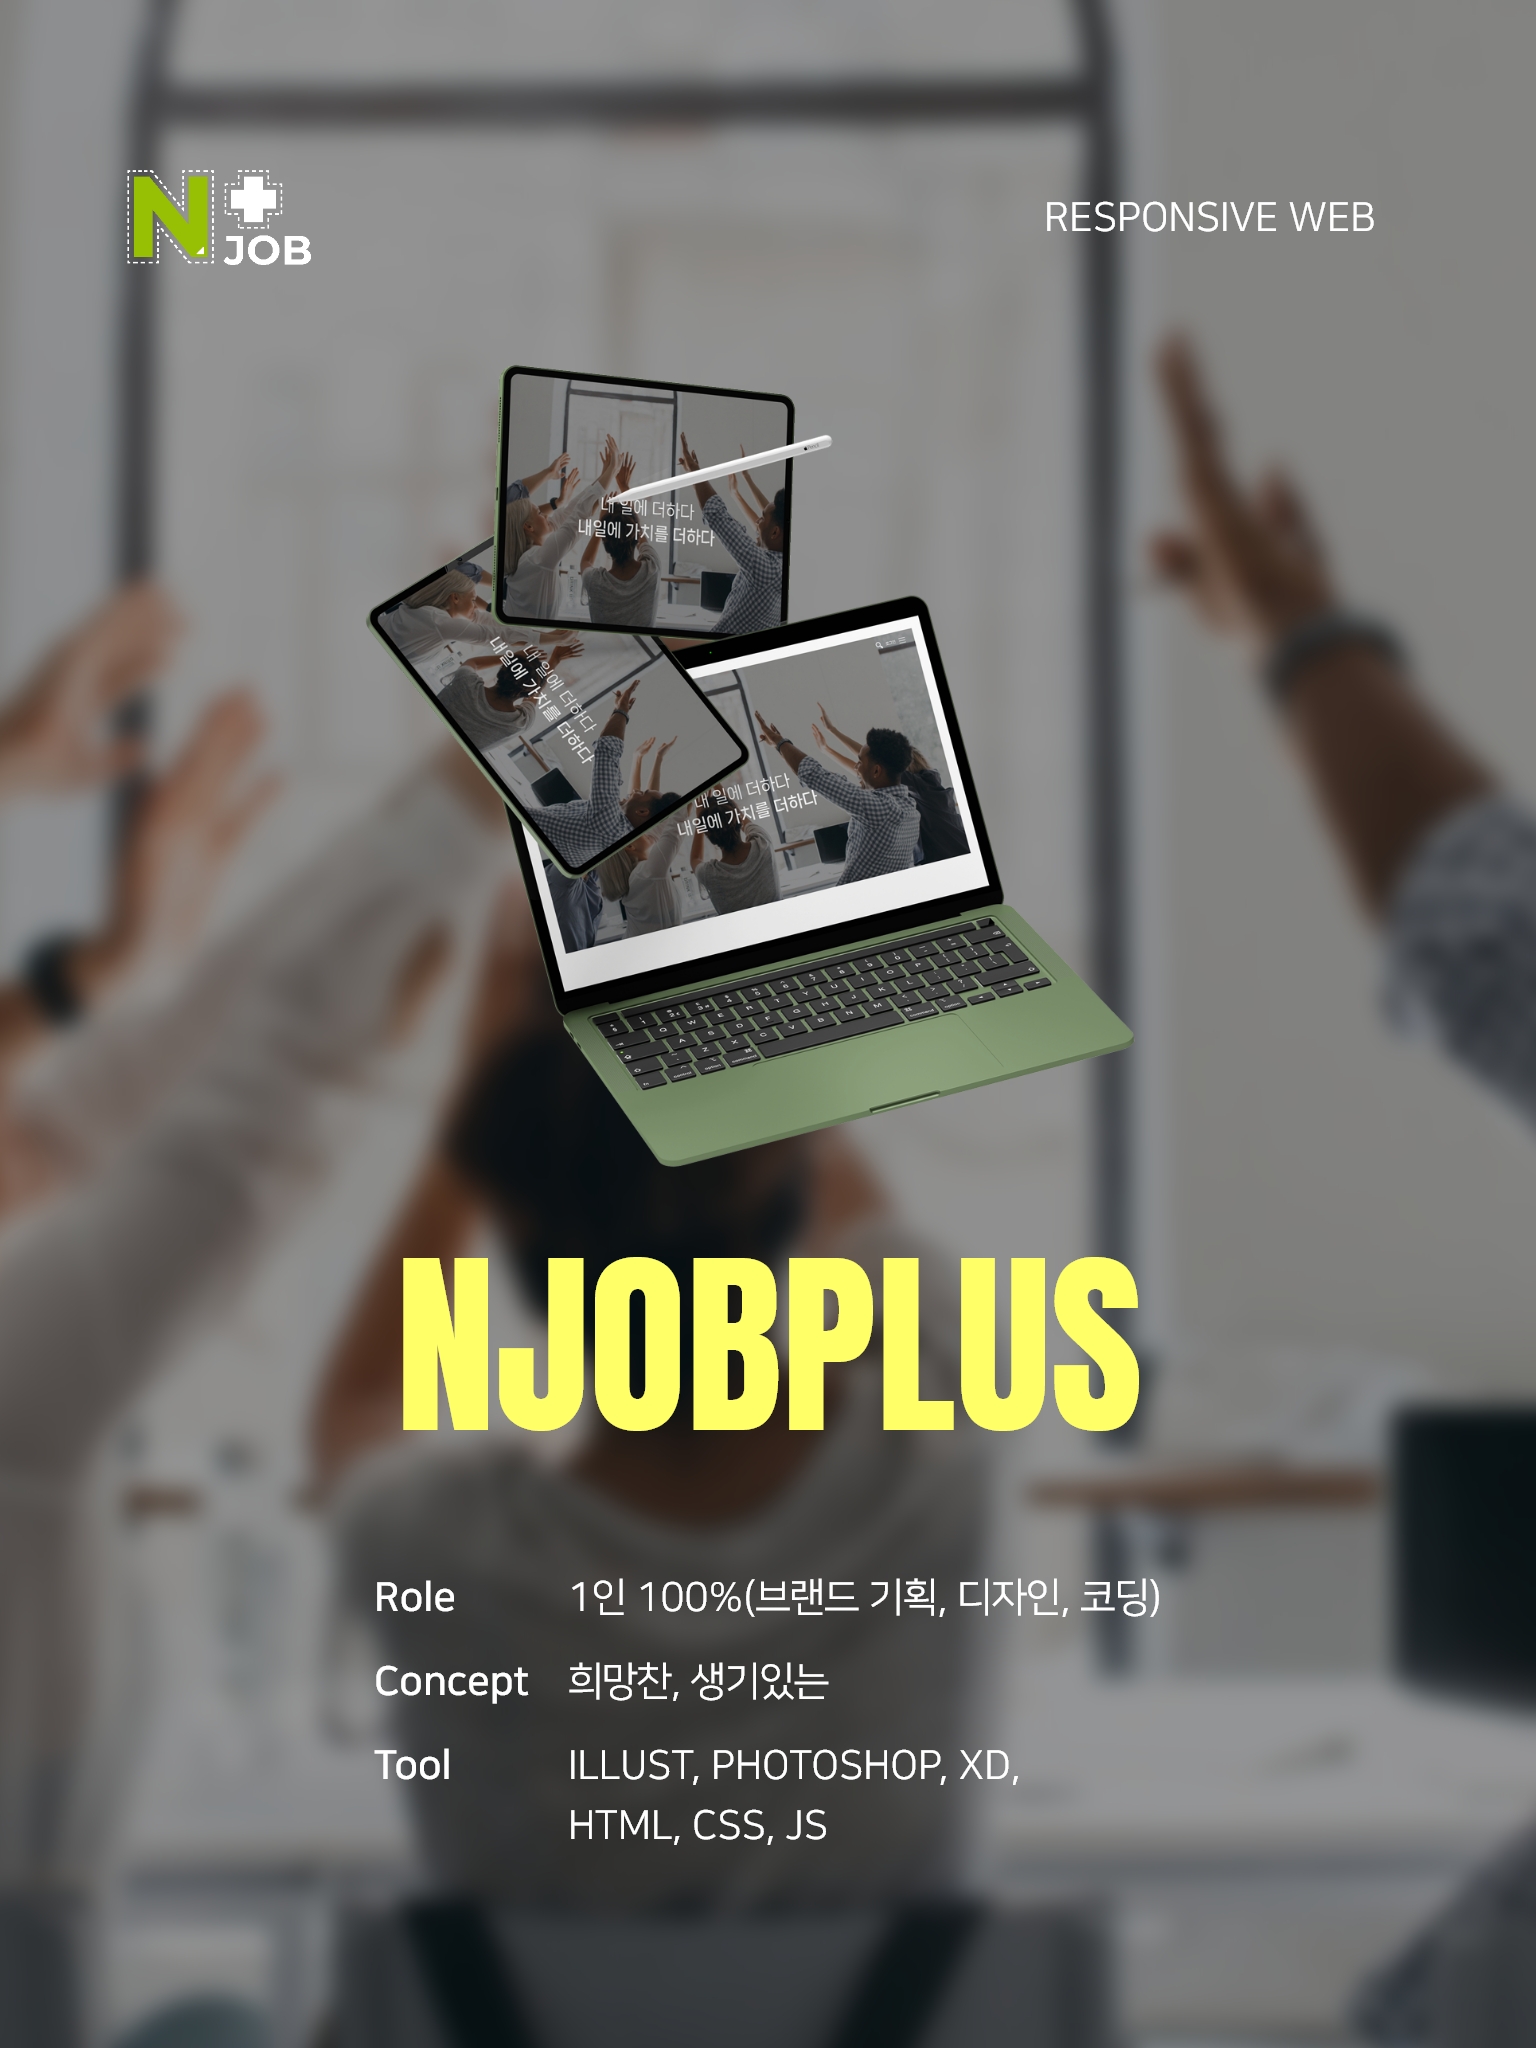 N JOB
RESPONSIVE WEB
내 일에 더하다
내일에 가치를 더하다
내 일에 더하다
내일에 가치를 더하다
내 일에 더하다
내일에 가치를 더하다
NJOBPLUS
Role 1인 100%(브랜드 기획, 디자인, 코딩)
Concept 희망찬, 생기있는
Tool ILLUST, PHOTOSHOP, XD,
HTML, CSS, JS